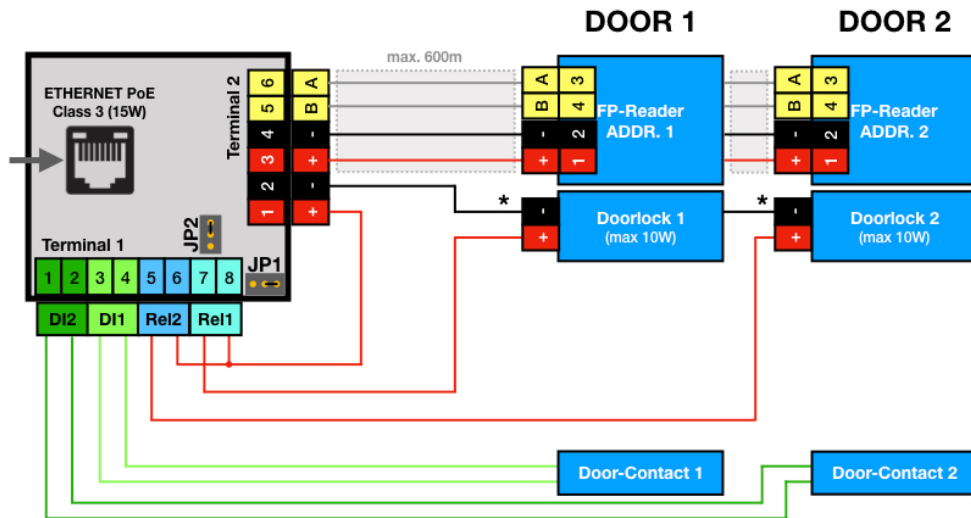 DOOR 1
DOOR 2
max. 600m
ETHERNET PoE
Class 3 (15W)
Terminal 2
6 A
5 B
4 -
3 +
2 -
1 +
A 3
B 4
- 2
+ 1
FP-Reader
ADDR. 1
A 3
B 4
- 2
+ 1
FP-Reader
ADDR. 2
* -
+
Doorlock 1
(max 10W)
* -
+
Doorlock 2
(max 10W)
JP2
JP1
Terminal 1
1 2 3 4 5 6 7 8
DI2 DI1 Rel2 Rel1
Door-Contact 1
Door-Contact 2